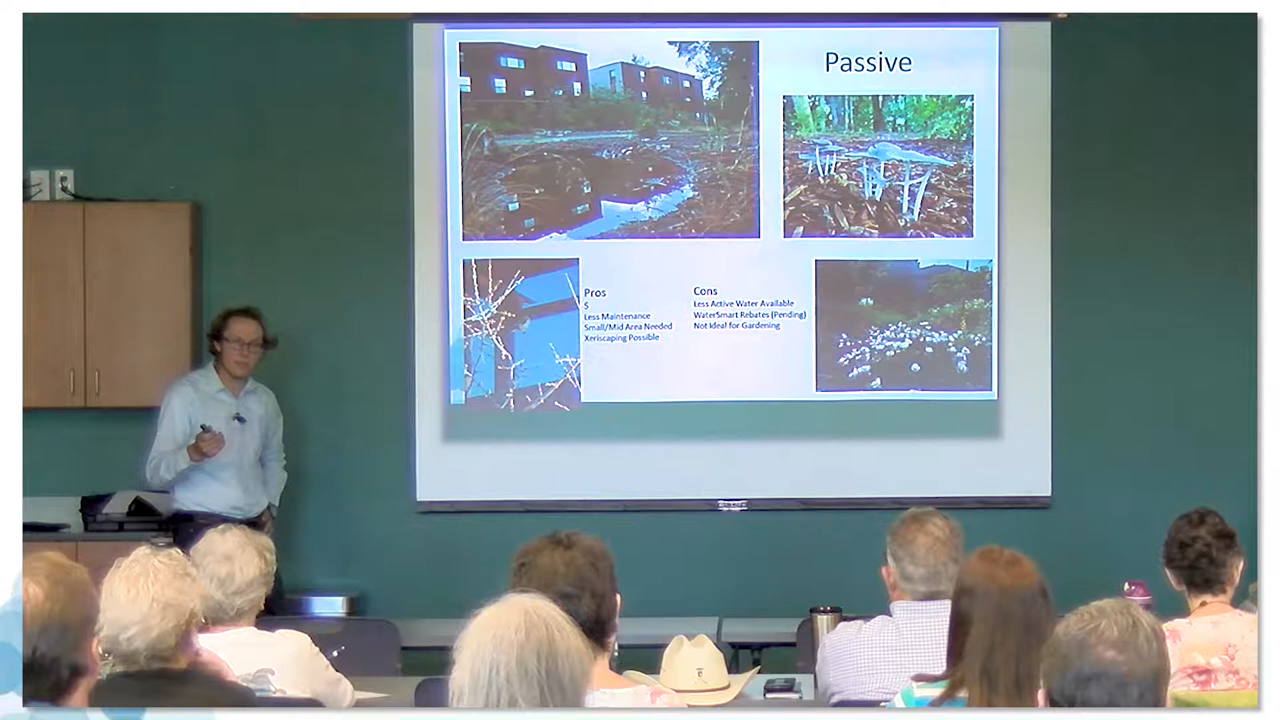 Passive
Pros
$
Less Maintenance
Small/Mid Area Needed
Xeriscaping Possible
Cons
Less Active Water Available
WaterSmart Rebates (Pending)
Not Ideal for Gardening